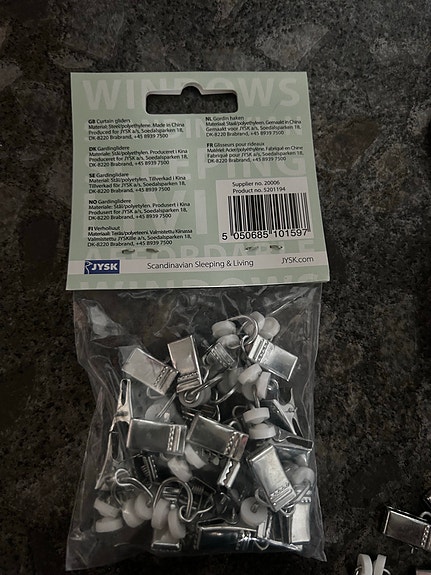 WINDOWS
GB Curtain gliders
Materiale: Steel/polyethylene. Made in China
Produced for JYSK a/s, Soedalsparken 18,
DK-8220 Brabrand, +45 8939 7500
DK Gardinglidere
Materiale: Stål/polyethylene. Produceret i Kina
Produceret for JYSK a/s, Soedalsparken 18,
DK-8220 Brabrand, +45 8939 7500
SE Gardinglidare
Materiale: Stål/polyetylen. Tillverkad i Kina
Tillverkad för JYSK a/s, Soedalsparken 18,
DK-8220 Brabrand, +45 8939 7500
NO Gardinglidere
Materiale: Stål/polyetylen. Produsert i Kina
Produsert for JYSK a/s, Soedalsparken 18,
DK-8220 Brabrand, +45 8939 7500
FI Verholiuut
Materiaali: Teräs/polyeteeni. Valmistettu Kiinassa
Valmistettu JYSKille a/s, Soedalsparken 18,
DK-8220 Brabrand, +45 8939 7500
NL Gordin haken
Materiaal: Staal/polyethyleen. Gemaakt in China
Gemaakt voor JYSK a/s, Soedalsparken 18,
DK-8220 Brabrand, +45 8939 7500
FR Glisseurs pour rideaux
Matériel: Acier/polyéthylène. Fabriqué en Chine
Fabriqué pour JYSK a/s, Soedalsparken 18,
DK-8220 Brabrand, +45 8939 7500
Supplier no. 20006
Product no. 5201194
5 050685 101597
JYSK
Scandinavian Sleeping & Living
JYSK.com